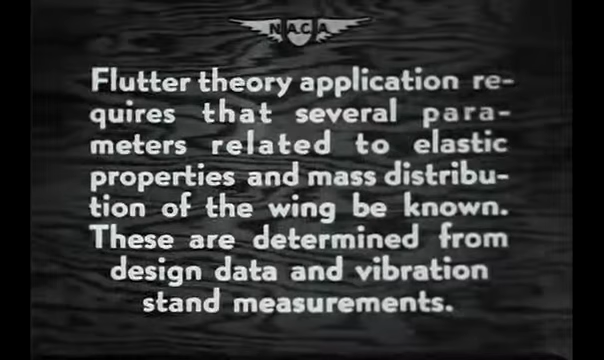 NACA
Flutter theory application re-
quires that several para-
meters related to elastic
properties and mass distribu-
tion of the wing be known.
These are determined from
design data and vibration
stand measurements.